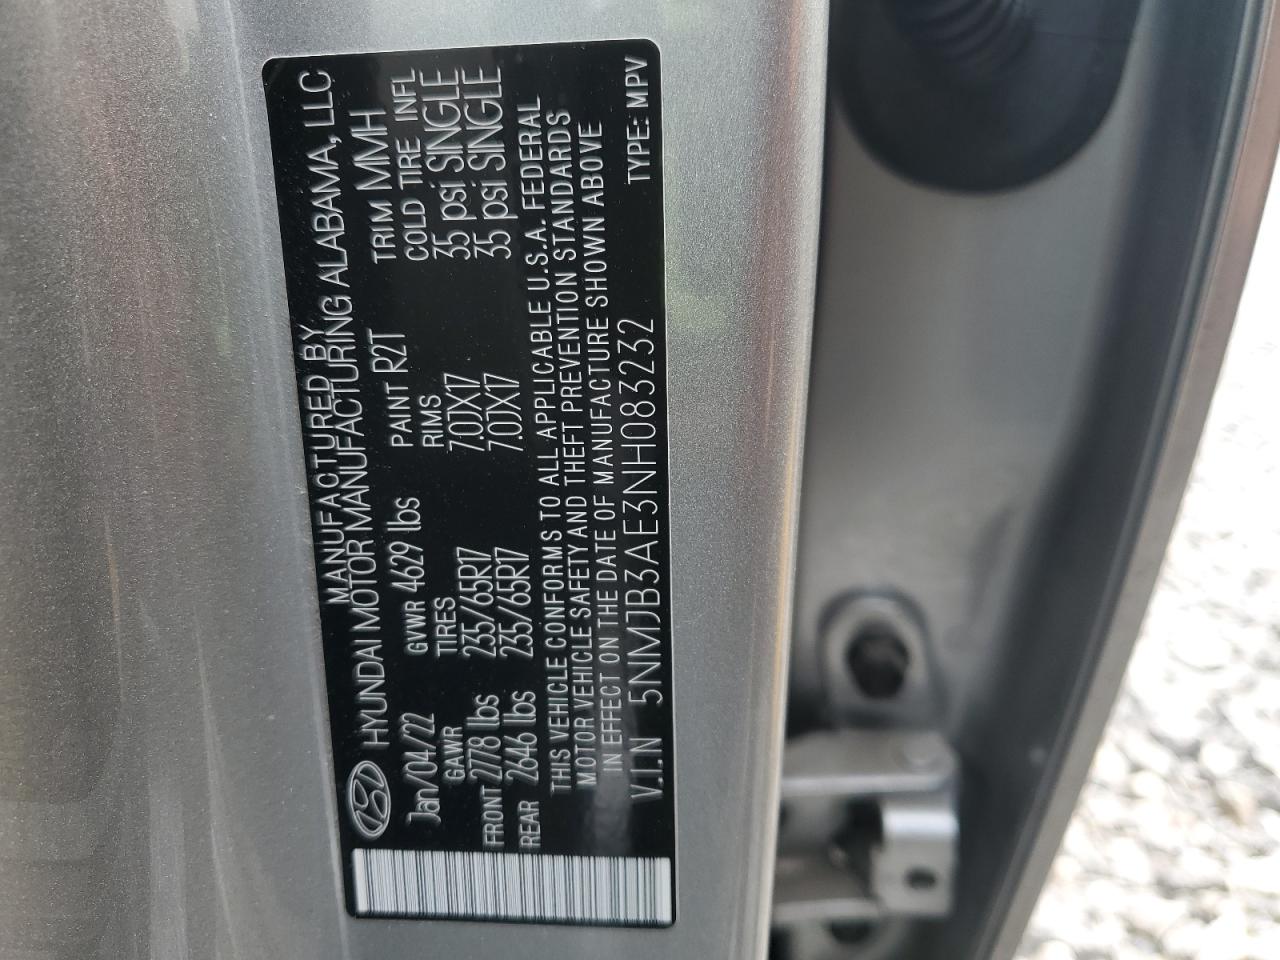 MANUFACTURED BY
HYUNDAI MOTOR MANUFACTURING ALABAMA, LLC
Jan/04/22 GVWR 4629 lbs PAINT R2T TRIM MMH
GAWR TIRES RIMS COLD TIRE INFL
FRONT 2778 lbs 235/65R17 7.0JX17 35 psi SINGLE
REAR 2646 lbs 235/65R17 7.0JX17 35 psi SINGLE
THIS VEHICLE CONFORMS TO ALL APPLICABLE U.S.A. FEDERAL
MOTOR VEHICLE SAFETY AND THEFT PREVENTION STANDARDS
IN EFFECT ON THE DATE OF MANUFACTURE SHOWN ABOVE
V.I.N 5NMJB3AE3NH083232 TYPE: MPV